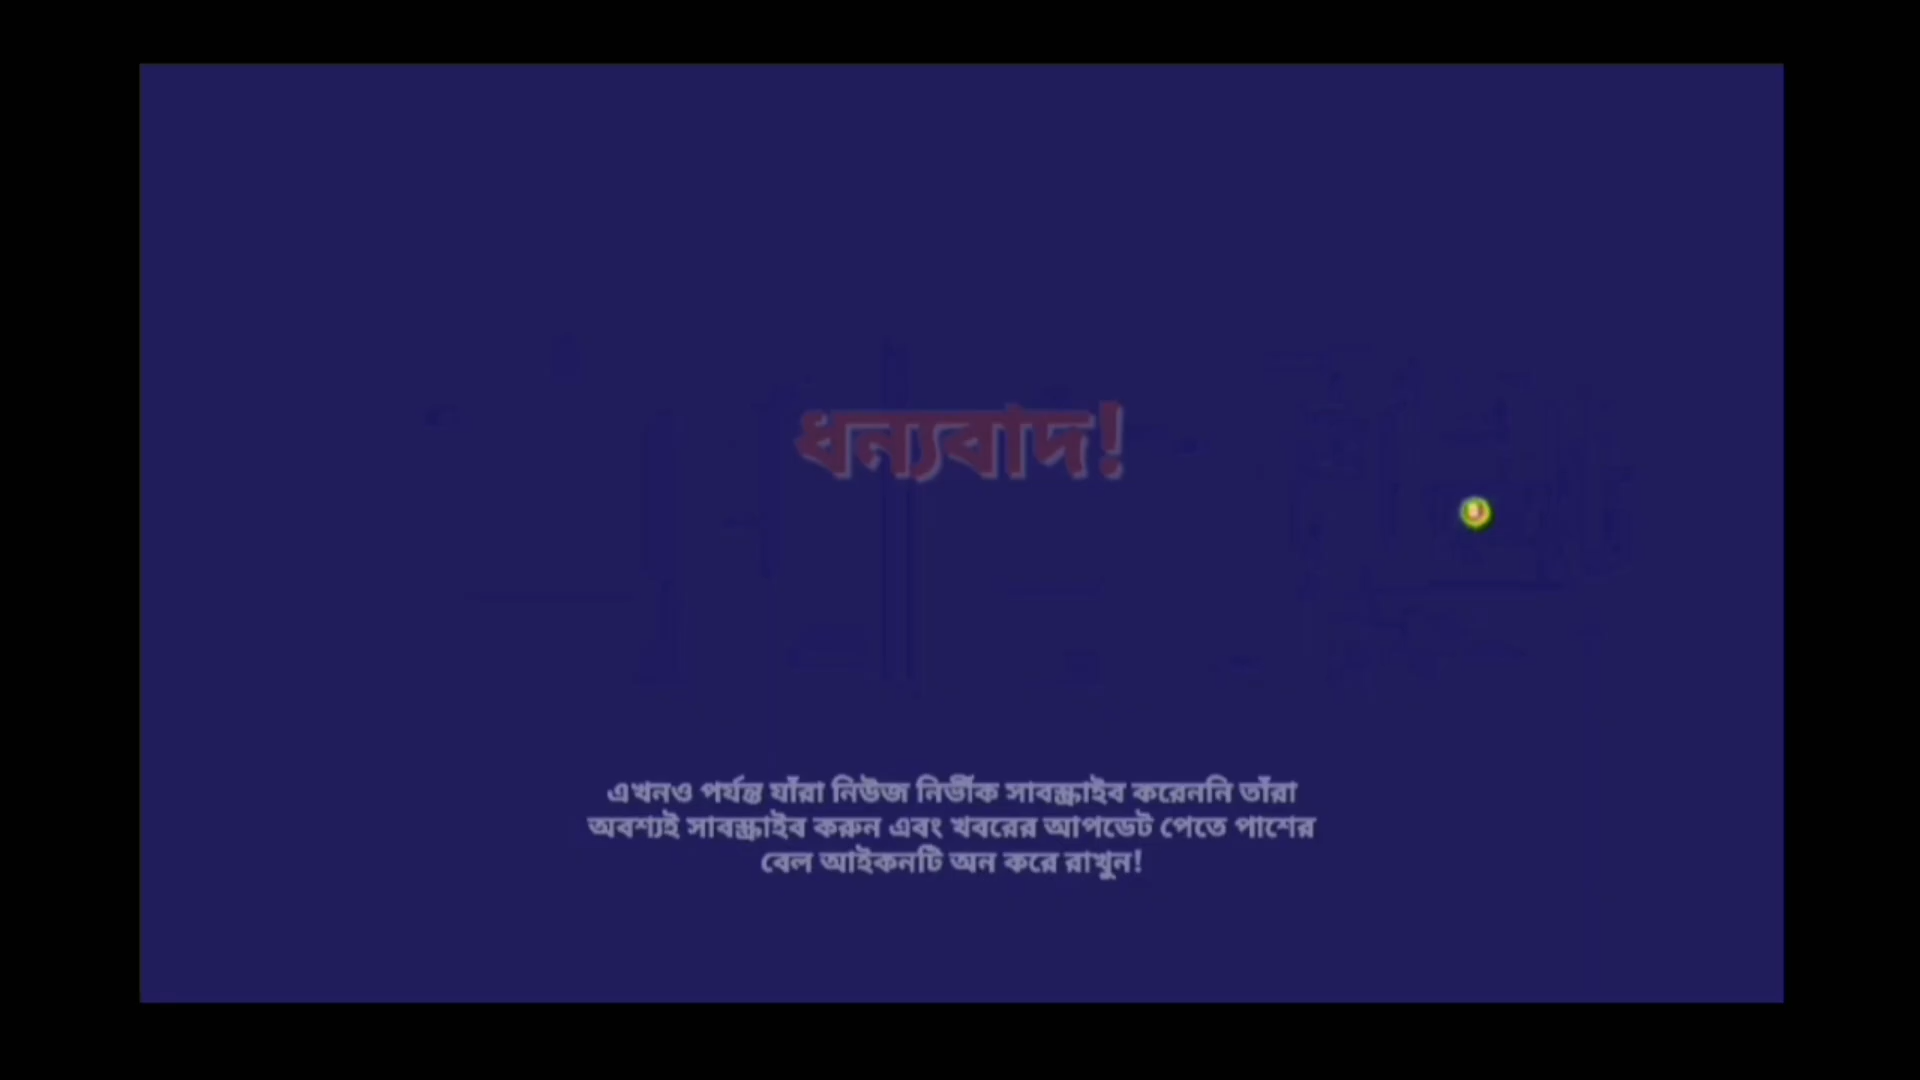 ধন্যবাদ!
এখনও পর্যন্ত যাঁরা নিউজ নির্ভীক সাবস্ক্রাইব করেননি তাঁরা
অবশ্যই সাবস্ক্রাইব করুন এবং খবরের আপডেট পেতে পাশের
বেল আইকনটি অন করে রাখুন!